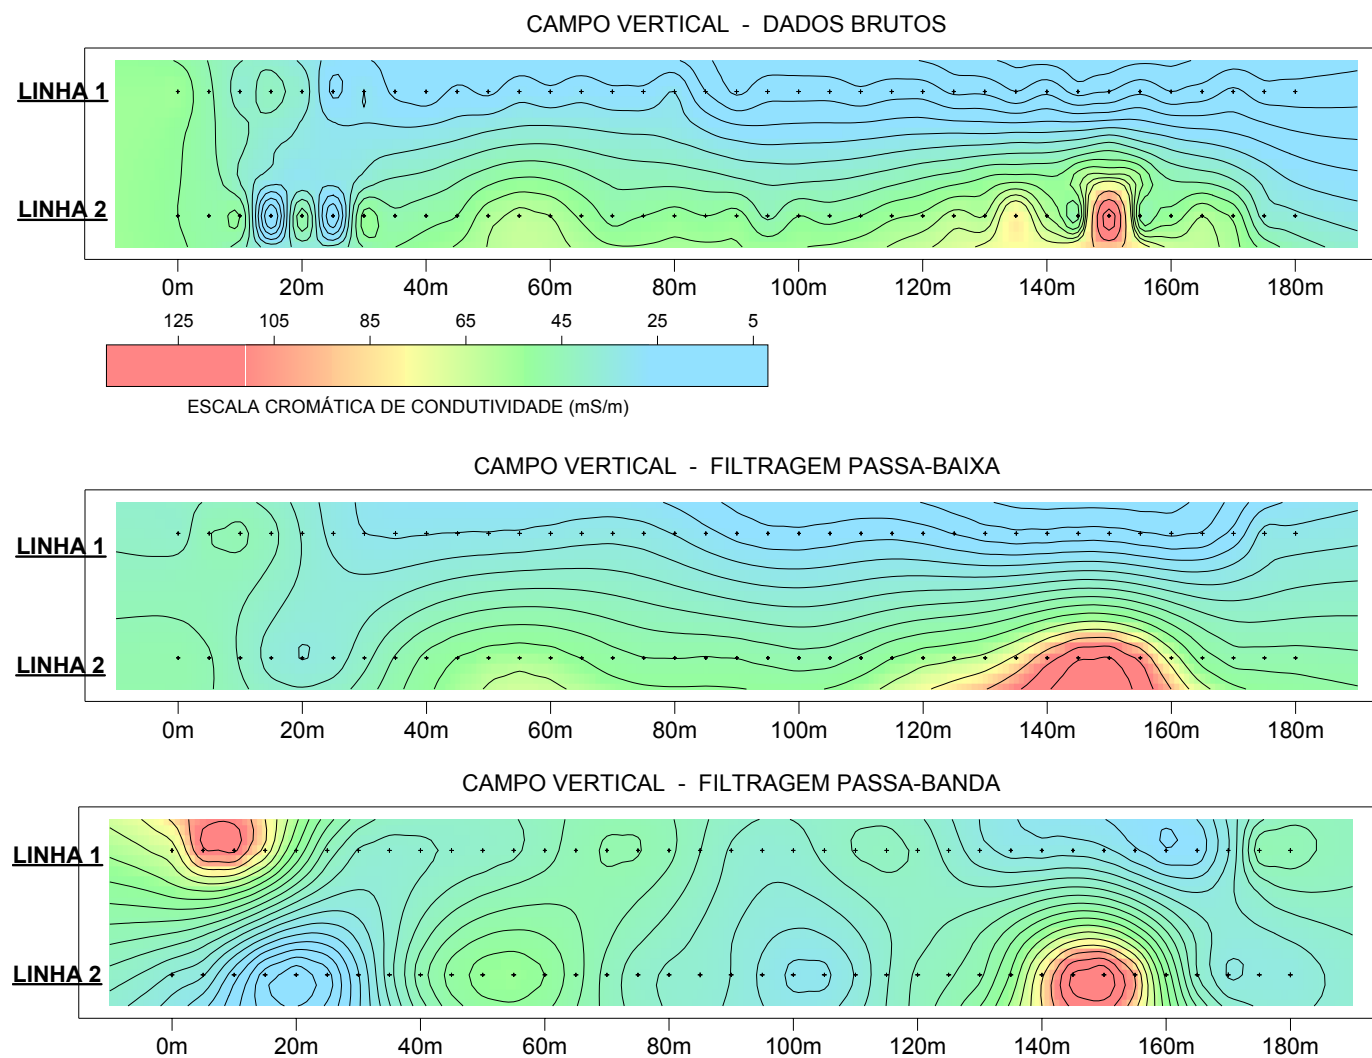 CAMPO VERTICAL - DADOS BRUTOS
LINHA 1
LINHA 2
0m 20m 40m 60m 80m 100m 120m 140m 160m 180m
125 105 85 65 45 25 5
ESCALA CROMÁTICA DE CONDUTIVIDADE (mS/m)
CAMPO VERTICAL - FILTRAGEM PASSA-BAIXA
LINHA 1
LINHA 2
0m 20m 40m 60m 80m 100m 120m 140m 160m 180m
CAMPO VERTICAL - FILTRAGEM PASSA-BANDA
LINHA 1
LINHA 2
0m 20m 40m 60m 80m 100m 120m 140m 160m 180m